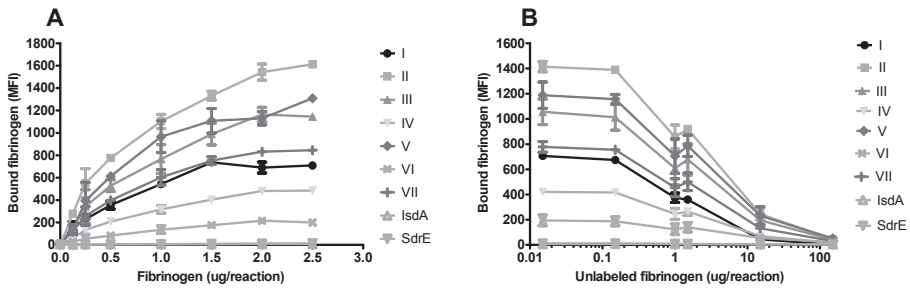 A
Bound fibrinogen (MFI)
1800
1600
1400
1200
1000
800
600
400
200
0
0.0 0.5 1.0 1.5 2.0 2.5 3.0
Fibrinogen (ug/reaction)
I
II
III
IV
V
VI
VII
IsdA
SdrE
B
Bound fibrinogen (MFI)
1600
1400
1200
1000
800
600
400
200
0
0.01 0.1 1 10 100
Unlabeled fibrinogen (ug/reaction)
I
II
III
IV
V
VI
VII
IsdA
SdrE